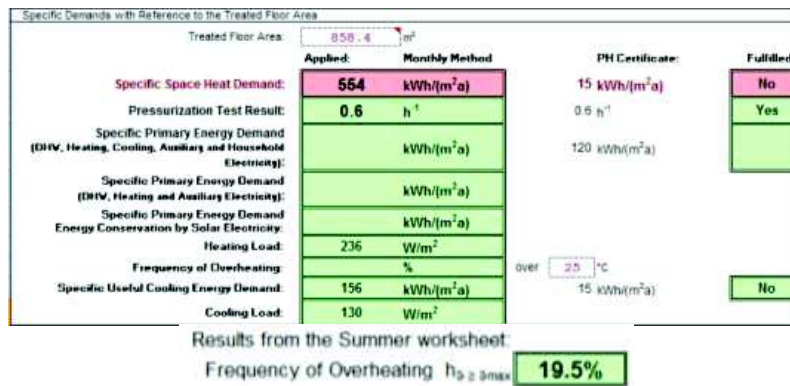 Specific Demands with Reference to the Treated Floor Area
Treated Floor Area: 858.4 m²
Applied: Monthly Method PH Certificate: Fulfilled
Specific Space Heat Demand: 554 kWh/(m²a) 15 kWh/(m²a) No
Pressurization Test Result: 0.6 h⁻¹ 0.6 h⁻¹ Yes
Specific Primary Energy Demand
(DHW, Heating, Cooling, Auxiliary and Household kWh/(m²a) 120 kWh/(m²a)
Electricity):
Specific Primary Energy Demand
(DHW, Heating and Auxiliary Electricity): kWh/(m²a)
Specific Primary Energy Demand
Energy Conservation by Solar Electricity: kWh/(m²a)
Heating Load: 236 W/m²
Frequency of Overheating: % over 25 °C
Specific Useful Cooling Energy Demand: 156 kWh/(m²a) 15 kWh/(m²a) No
Cooling Load: 130 W/m²
Results from the Summer worksheet:
Frequency of Overheating hϑ ≥ ϑmax 19.5%